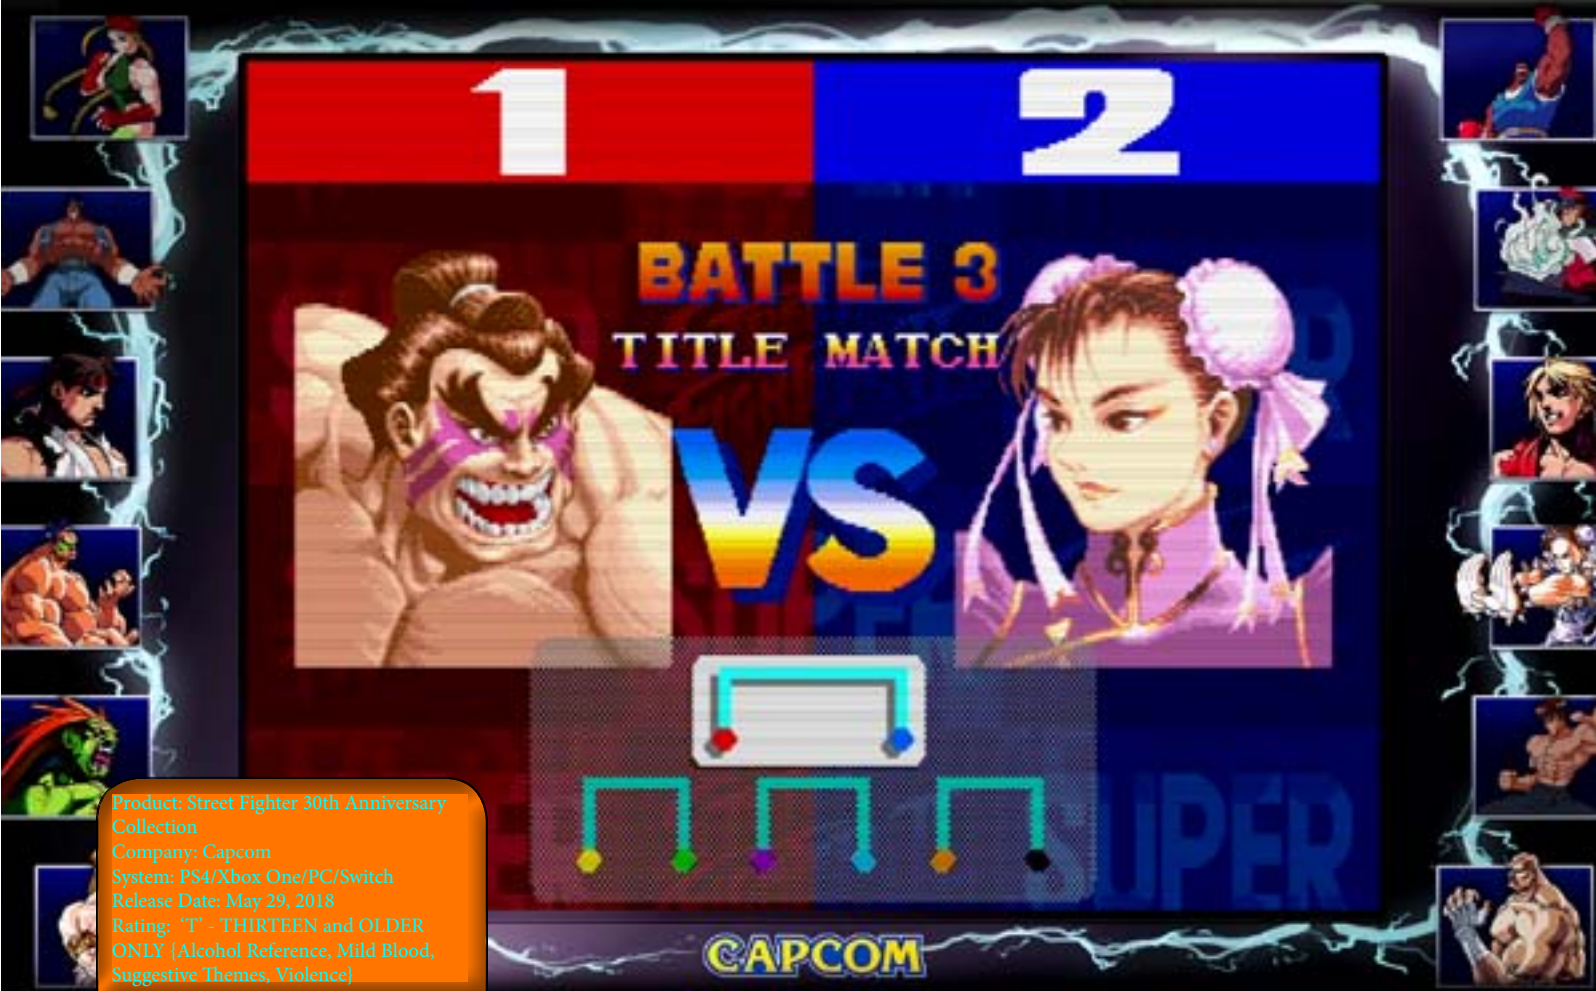 1
2
BATTLE 3
TITLE MATCH
VS
SUPER
CAPCOM
Product: Street Fighter 30th Anniversary
Collection
Company: Capcom
System: PS4/Xbox One/PC/Switch
Release Date: May 29, 2018
Rating: ‘T’ - THIRTEEN and OLDER
ONLY {Alcohol Reference, Mild Blood,
Suggestive Themes, Violence}